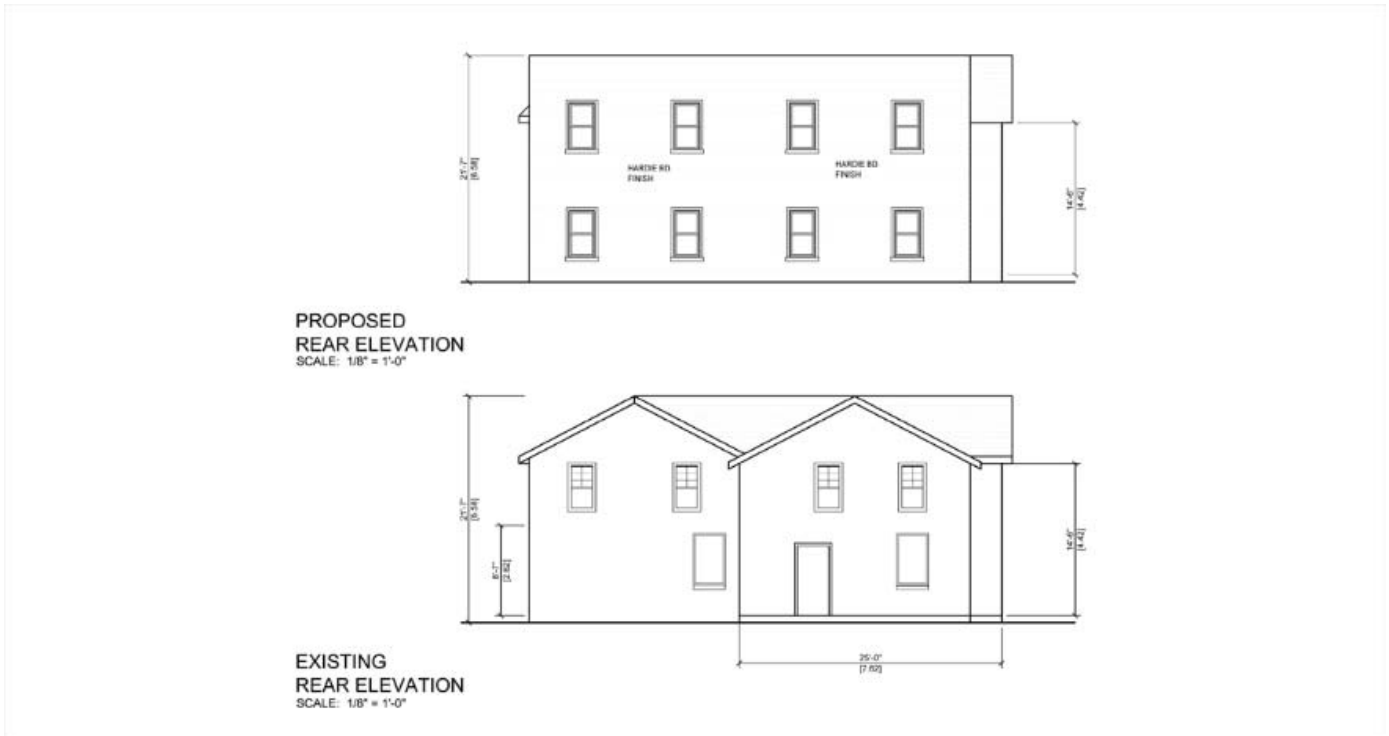 21'-7"
[6.58]
HARDIE BD
FINISH
HARDIE BD
FINISH
14'-6"
[4.42]
PROPOSED
REAR ELEVATION
SCALE: 1/8" = 1'-0"
21'-7"
[6.58]
8'-7"
[2.62]
14'-6"
[4.42]
25'-0"
[7.62]
EXISTING
REAR ELEVATION
SCALE: 1/8" = 1'-0"